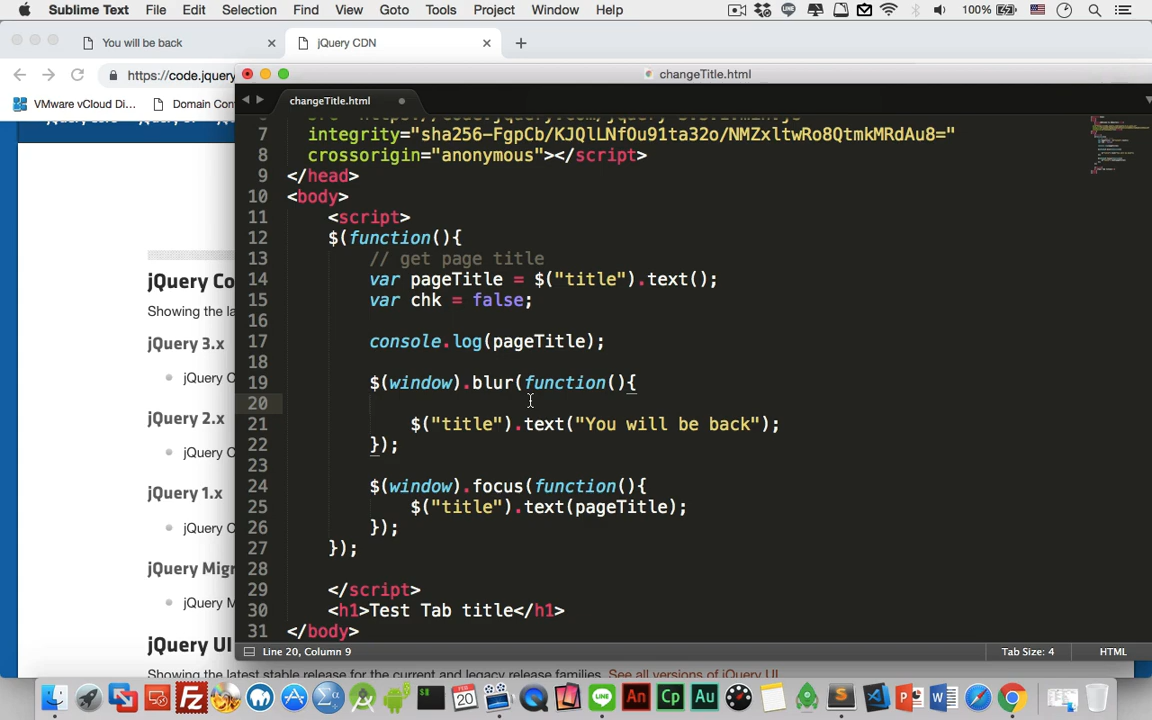 Sublime Text File Edit Selection Find View Goto Tools Project Window Help 100%
You will be back jQuery CDN
https://code.jquery changeTitle.html
VMware vCloud Di... Domain Con changeTitle.html
7 integrity="sha256-FgpCb/KJQlLNfOu91ta32o/NMZxltwRo8QtmkMRdAu8="
8 crossorigin="anonymous"></script>
9 </head>
10 <body>
11 <script>
12 $(function(){
13 // get page title
14 var pageTitle = $("title").text();
15 var chk = false;
16
17 console.log(pageTitle);
18
19 $(window).blur(function(){
20
21 $("title").text("You will be back");
22 });
23
24 $(window).focus(function(){
25 $("title").text(pageTitle);
26 });
27 });
28
29 </script>
30 <h1>Test Tab title</h1>
31 </body>
jQuery Co
Showing the la
jQuery 3.x
jQuery C
jQuery 2.x
jQuery C
jQuery 1.x
jQuery C
jQuery Migr
jQuery M
jQuery UI
Line 20, Column 9 Tab Size: 4 HTML
Showing the latest stable release for the current and legacy release families. See all versions of jQuery UI